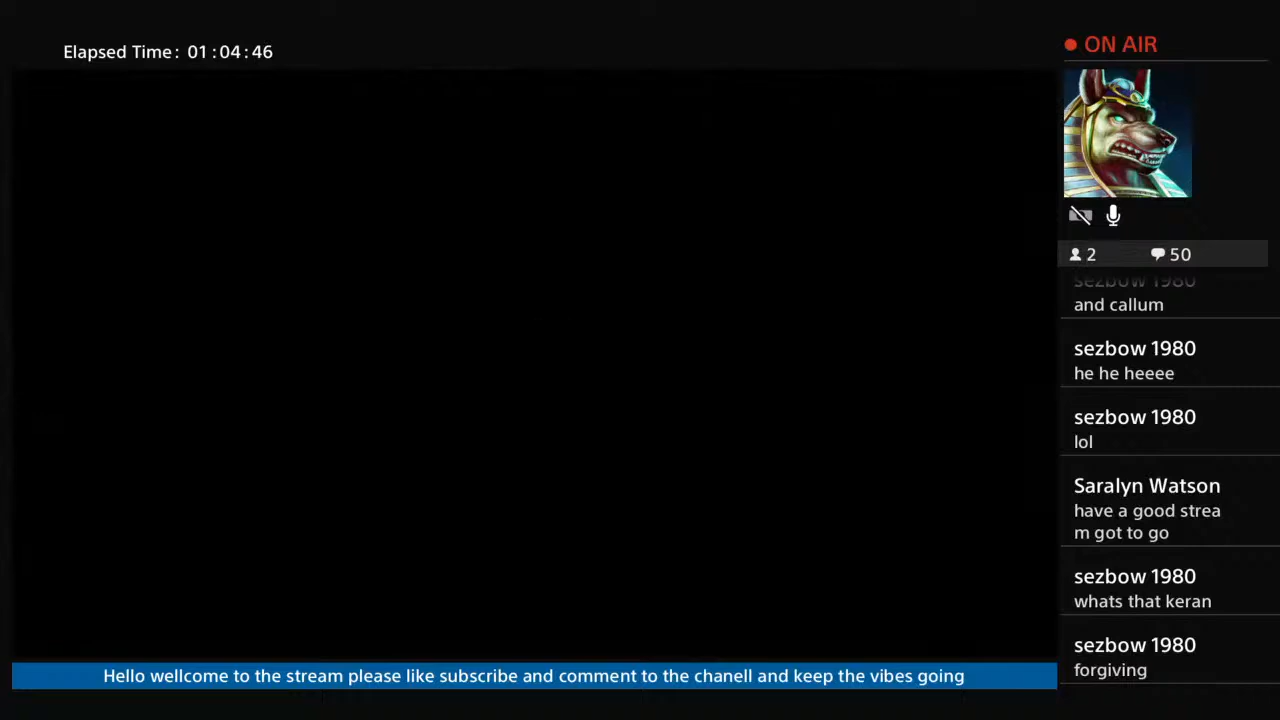 Elapsed Time: 01:04:46
ON AIR
2 50
sezbow 1980
and callum
sezbow 1980
he he heeee
sezbow 1980
lol
Saralyn Watson
have a good strea
m got to go
sezbow 1980
whats that keran
sezbow 1980
forgiving
Hello wellcome to the stream please like subscribe and comment to the chanell and keep the vibes going